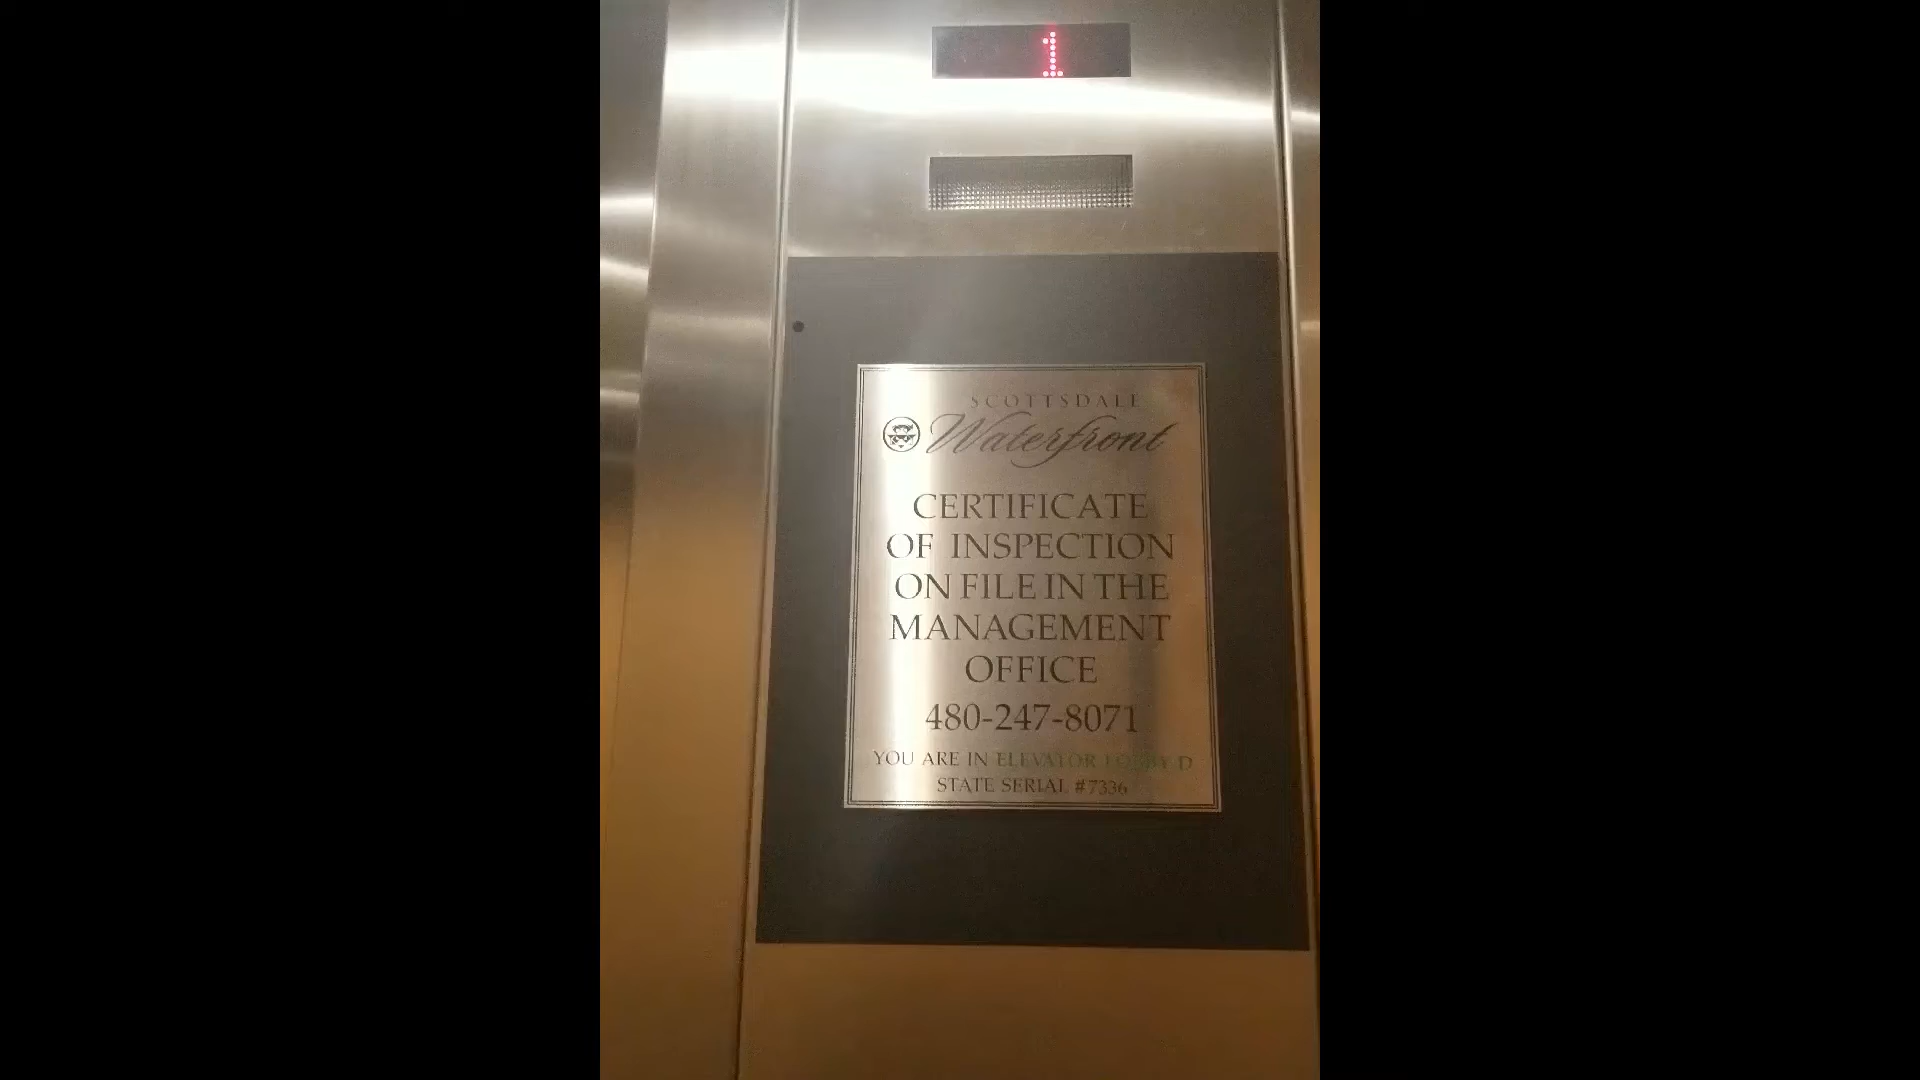 1
SCOTTSDALE
Waterfront
CERTIFICATE
OF INSPECTION
ON FILE IN THE
MANAGEMENT
OFFICE
480-247-8071
YOU ARE IN ELEVATOR LOBBY D
STATE SERIAL #7336